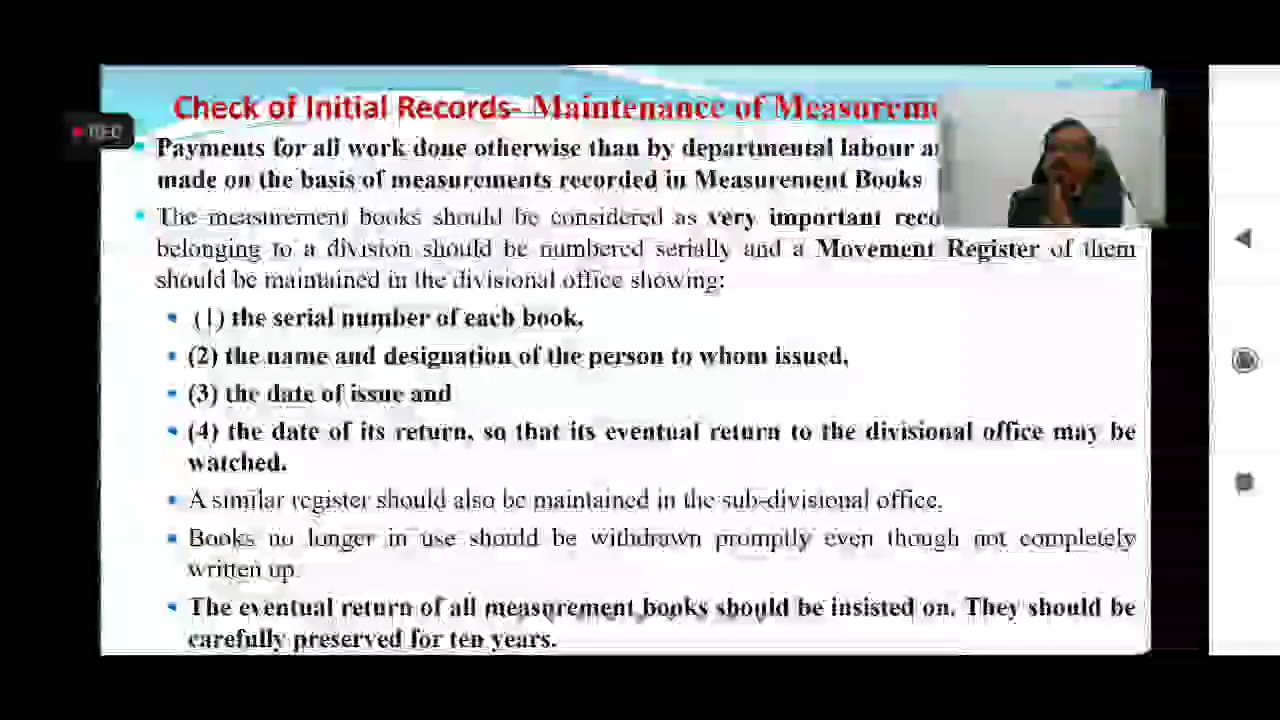 Check of Initial Records- Maintenance of Measurem
REC
Payments for all work done otherwise than by departmental labour
made on the basis of measurements recorded in Measurement Books
The measurement books should be considered as very important
belonging to a division should be numbered serially and a Movement Register of them
should be maintained in the divisional office showing:
(1) the serial number of each book,
(2) the name and designation of the person to whom issued,
(3) the date of issue and
(4) the date of its return, so that its eventual return to the divisional office may be
watched.
A similar register should also be maintained in the sub-divisional office.
Books no longer in use should be withdrawn promptly even though not completely
written up.
The eventual return of all measurement books should be insisted on. They should be
carefully preserved for ten years.